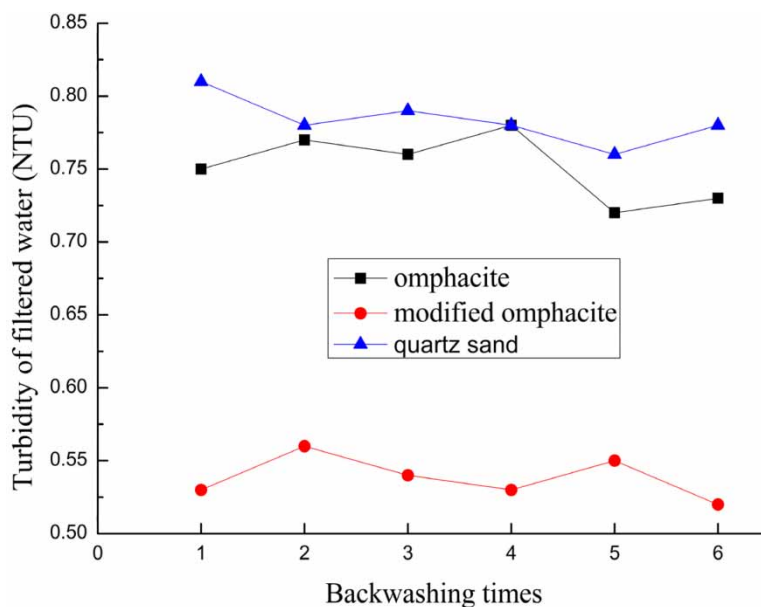 0.85
0.80
0.75
0.70
0.65
0.60
0.55
0.50
Turbidity of filtered water (NTU)
omphacite
modified omphacite
quartz sand
0 1 2 3 4 5 6
Backwashing times